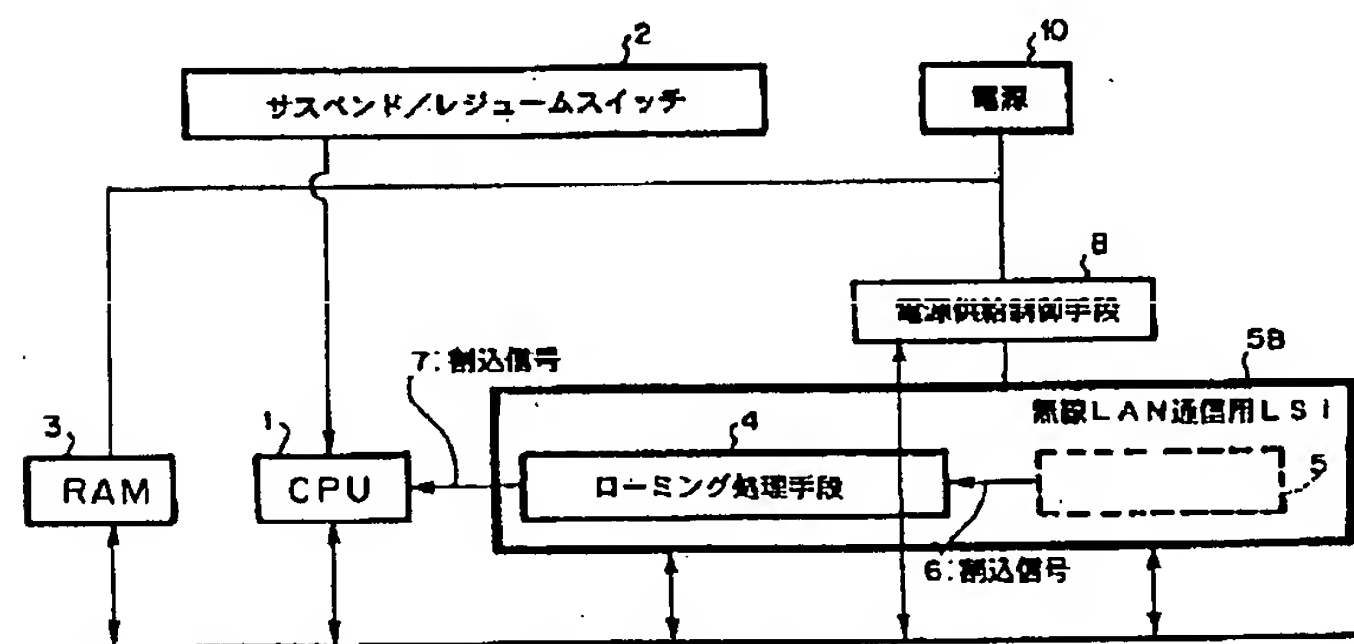 2
10
サスペンド/レジュームスイッチ
電源
8
電源供給制御手段
5B
7:割込信号
無線LAN通信用LSI
3
1
4
5
RAM
CPU
ローミング処理手段
6:割込信号